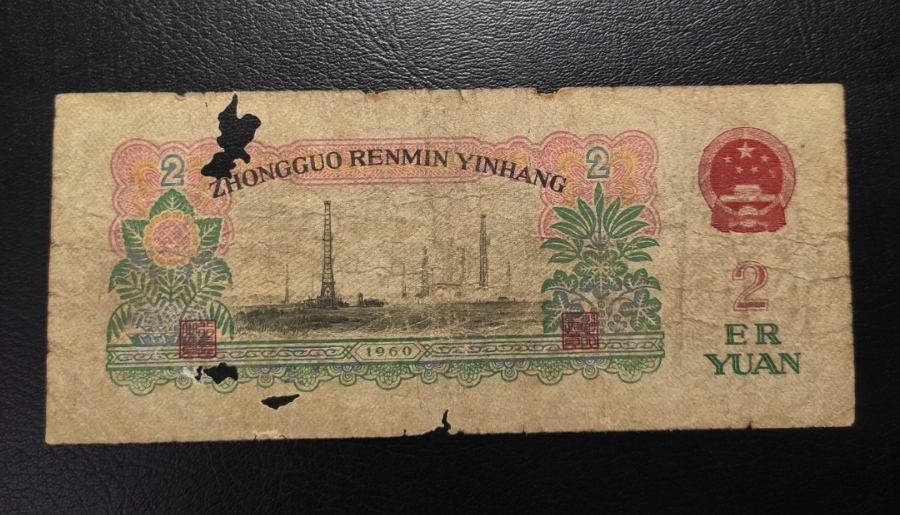 2
2
ZHONGGUO RENMIN YINHANG
2
ER
YUAN
1960